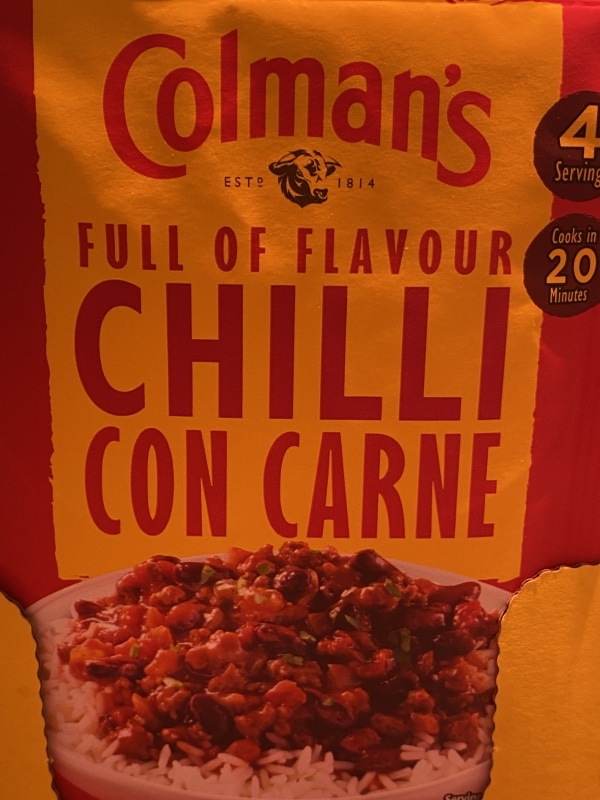 Colman's
ESTD 1814
FULL OF FLAVOUR
CHILLI
CON CARNE
4
Serving
Cooks in
20
Minutes